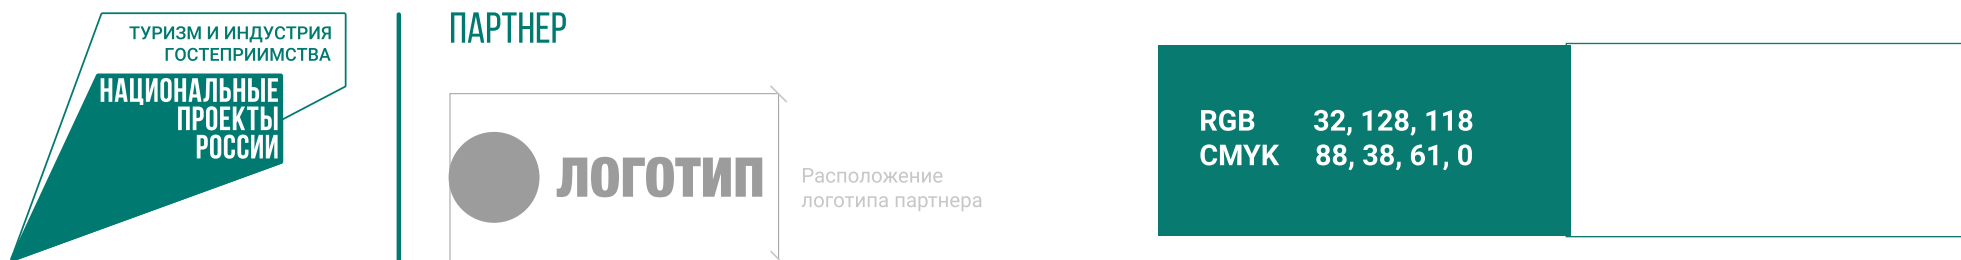 ТУРИЗМ И ИНДУСТРИЯ
ГОСТЕПРИИМСТВА
НАЦИОНАЛЬНЫЕ
ПРОЕКТЫ
РОССИИ
ПАРТНЕР
ЛОГОТИП
Расположение
логотипа партнера
RGB 32, 128, 118
CMYK 88, 38, 61, 0